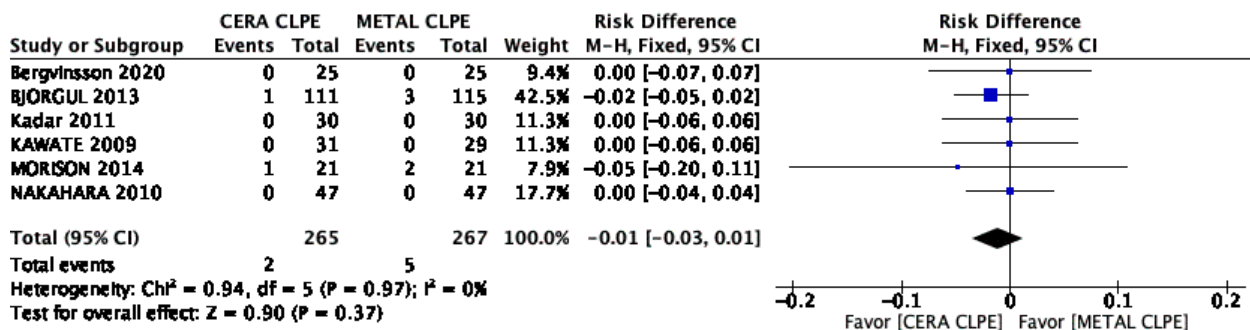 CERA CLPE METAL CLPE Risk Difference Risk Difference
Study or Subgroup Events Total Events Total Weight M-H, Fixed, 95% CI M-H, Fixed, 95% CI
Bergvinsson 2020 0 25 0 25 9.4% 0.00 [-0.07, 0.07]
BJORGUL 2013 1 111 3 115 42.5% -0.02 [-0.05, 0.02]
Kadar 2011 0 30 0 30 11.3% 0.00 [-0.06, 0.06]
KAWATE 2009 0 31 0 29 11.3% 0.00 [-0.06, 0.06]
MORISON 2014 1 21 2 21 7.9% -0.05 [-0.20, 0.11]
NAKAHARA 2010 0 47 0 47 17.7% 0.00 [-0.04, 0.04]
Total (95% CI) 265 267 100.0% -0.01 [-0.03, 0.01]
Total events 2 5
Heterogeneity: Chi² = 0.94, df = 5 (P = 0.97); I² = 0%
Test for overall effect: Z = 0.90 (P = 0.37)
-0.2 -0.1 0 0.1 0.2
Favor [CERA CLPE] Favor [METAL CLPE]